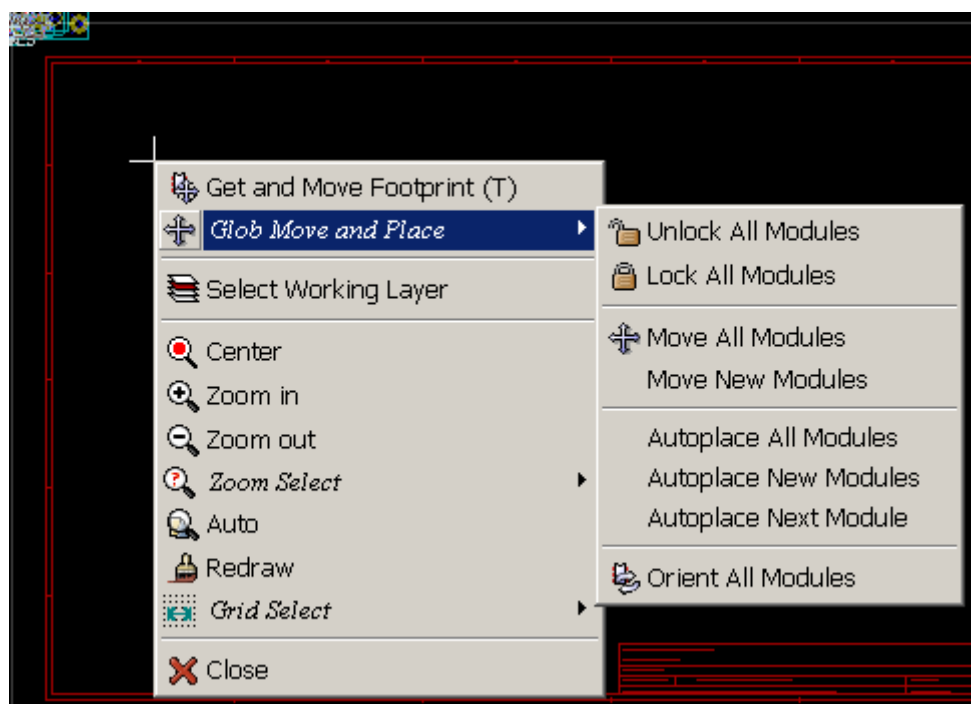 Get and Move Footprint (T)
Glob Move and Place
Select Working Layer
Center
Zoom in
Zoom out
Zoom Select
Auto
Redraw
Grid Select
Close
Unlock All Modules
Lock All Modules
Move All Modules
Move New Modules
Autoplace All Modules
Autoplace New Modules
Autoplace Next Module
Orient All Modules